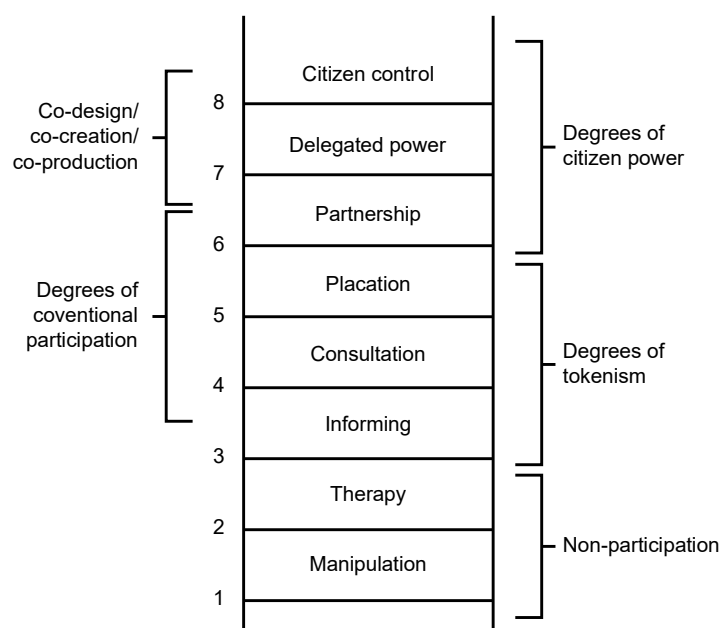 Citizen control
8
Co-design/
co-creation/
co-production
Delegated power
Degrees of
citizen power
7
Partnership
6
Degrees of
coventional
participation
Placation
5
Consultation
Degrees of
tokenism
4
Informing
3
Therapy
2
Non-participation
Manipulation
1